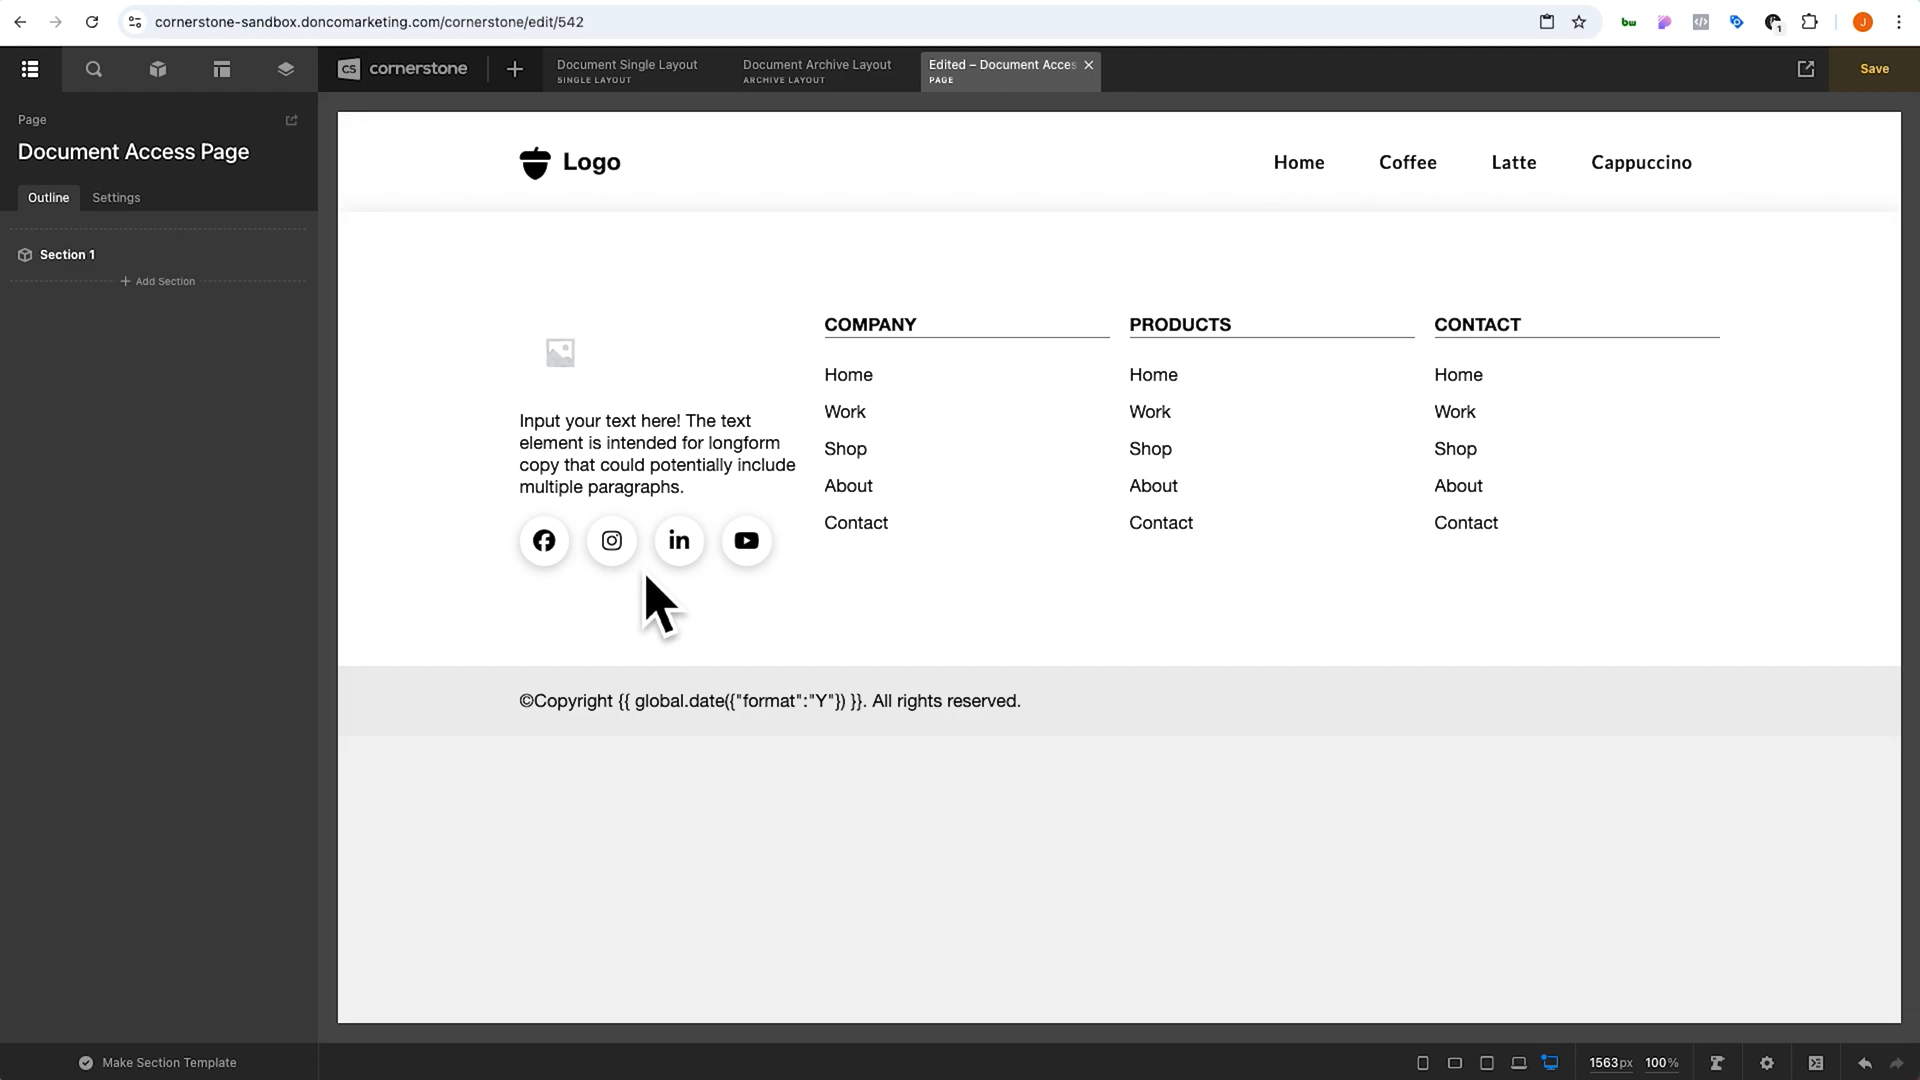 cornerstone-sandbox.doncomarketing.com/cornerstone/edit/542
bw
1
J
CS cornerstone
Document Single Layout
SINGLE LAYOUT
Document Archive Layout
ARCHIVE LAYOUT
Edited – Document Acces
PAGE
Save
Page
Document Access Page
Outline
Settings
Section 1
Add Section
Logo
Home
Coffee
Latte
Cappuccino
Input your text here! The text
element is intended for longform
copy that could potentially include
multiple paragraphs.
in
COMPANY
Home
Work
Shop
About
Contact
PRODUCTS
Home
Work
Shop
About
Contact
CONTACT
Home
Work
Shop
About
Contact
©Copyright {{ global.date({"format":"Y"}) }}. All rights reserved.
Make Section Template
1563px
100%